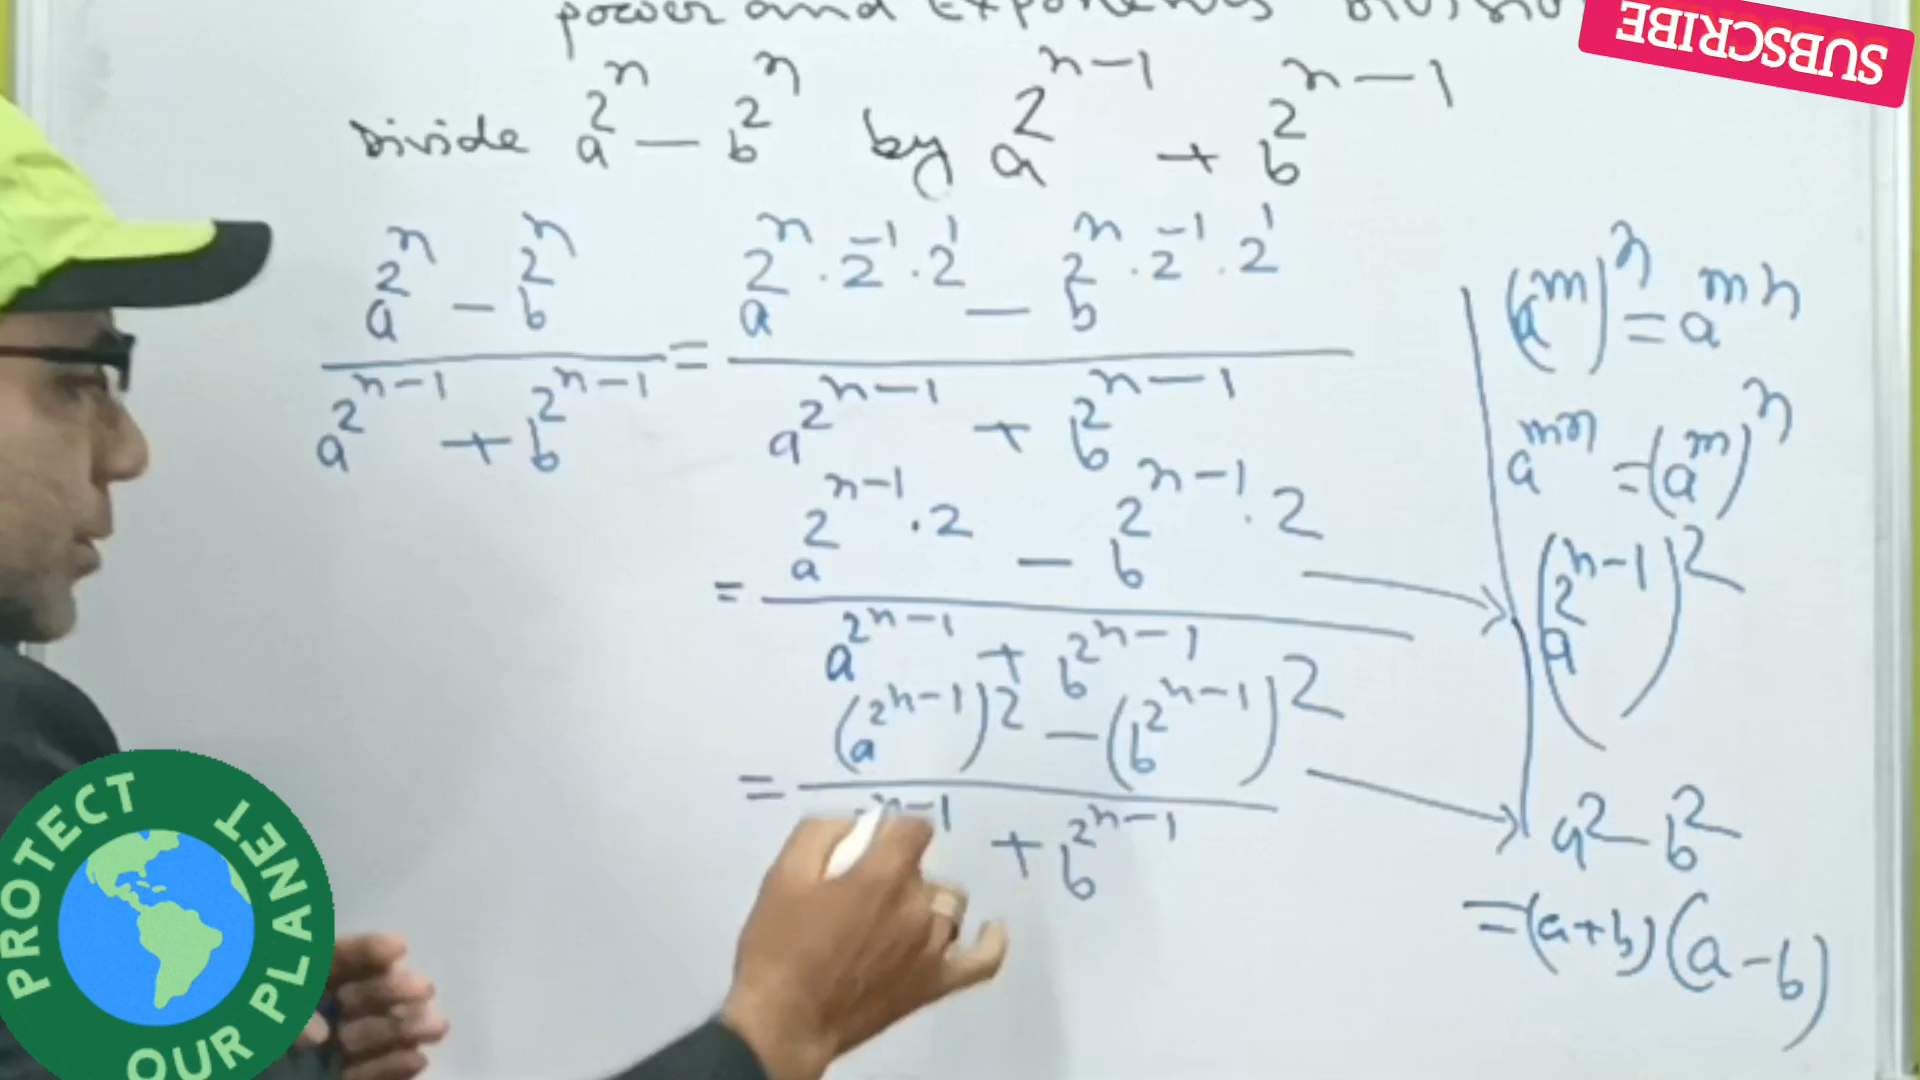 power and Exponents
SUBSCRIBE
Divide a^2^n − b^2^n by a^2^(n−1) + b^2^(n−1)
(a^2^n − b^2^n) / (a^2^(n−1) + b^2^(n−1)) = (a^(2^n · 2^−1 · 2^1) − b^(2^n · 2^−1 · 2^1)) / (a^2^(n−1) + b^2^(n−1))
= (a^(2^(n−1) · 2) − b^(2^(n−1) · 2)) / (a^2^(n−1) + b^2^(n−1))
= ((a^2^(n−1))^2 − (b^2^(n−1))^2) / (^(n−1) + b^2^(n−1))
(a^m)^n = a^mn
a^mn = (a^m)^n
(a^2^(n−1))^2
a^2 − b^2
= (a+b)(a−b)
PROTECT
OUR PLANET